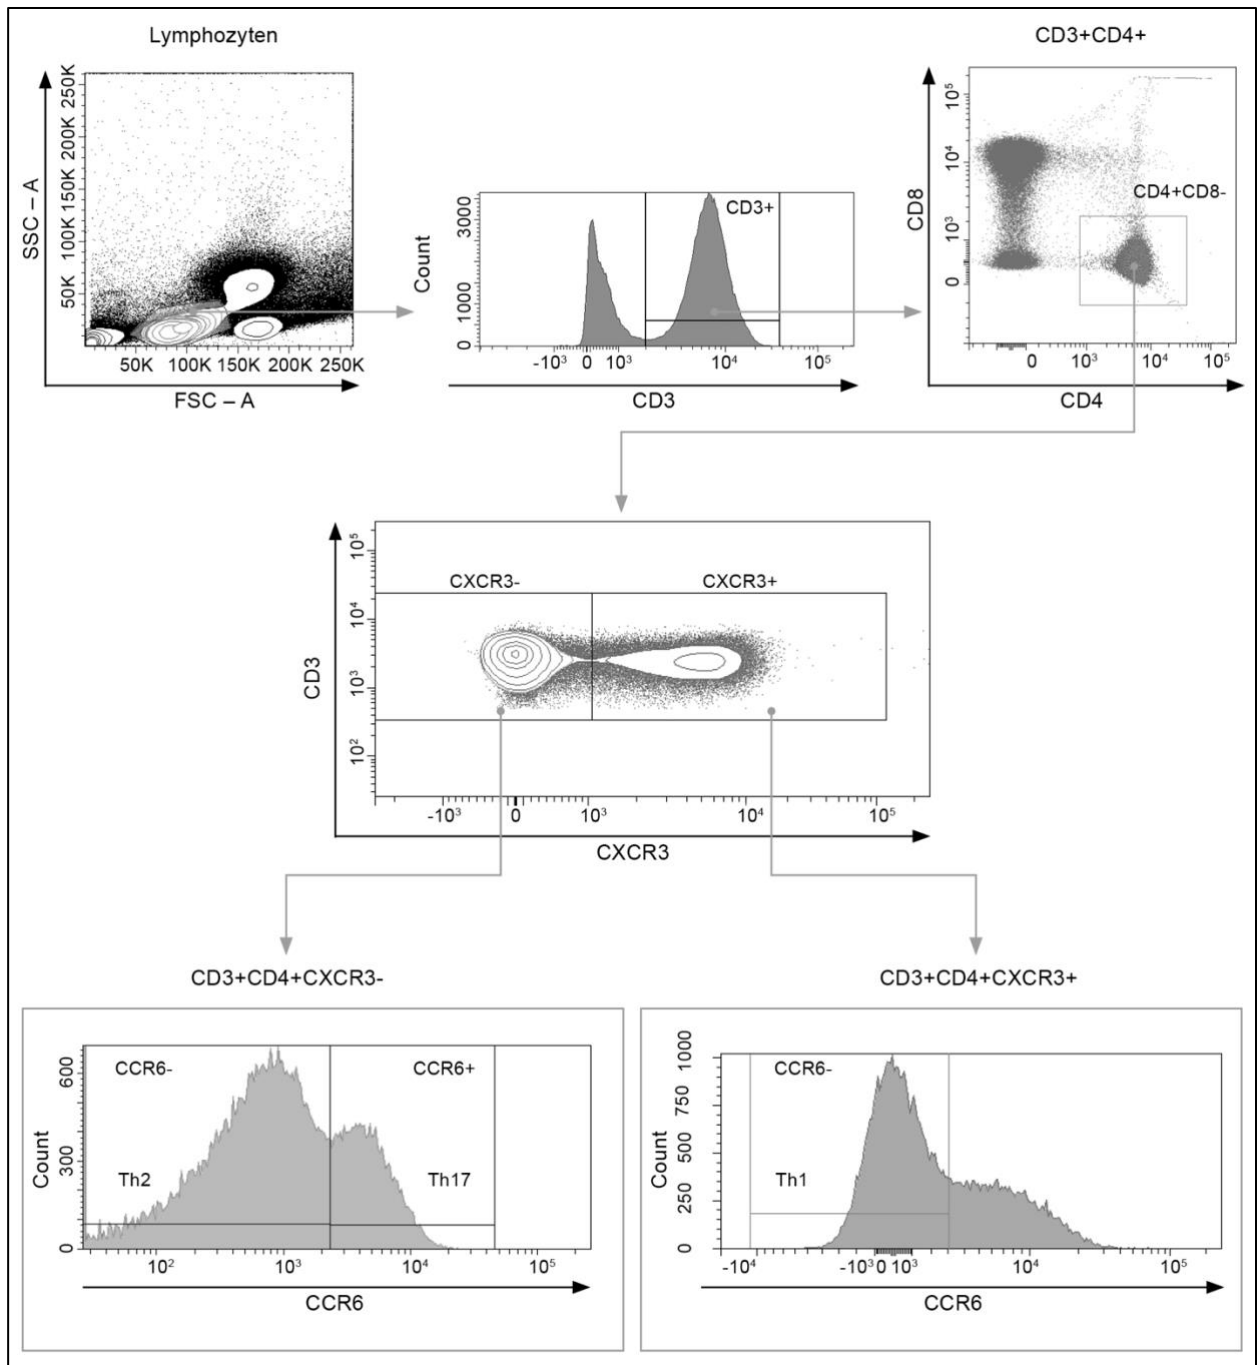 Lymphozyten
CD3+CD4+
250K
200K
150K
100K
50K
SSC – A
50K 100K 150K 200K 250K
FSC – A
3000
1000
0
Count
CD3+
-10³ 0 10³ 10⁴ 10⁵
CD3
10⁵
10⁴
10³
0
CD8
CD4+CD8-
0 10³ 10⁴ 10⁵
CD4
CXCR3-
CXCR3+
10⁵
10⁴
10³
10²
CD3
-10³ 0 10³ 10⁴ 10⁵
CXCR3
CD3+CD4+CXCR3-
CD3+CD4+CXCR3+
600
300
0
Count
CCR6-
CCR6+
Th2
Th17
10² 10³ 10⁴ 10⁵
CCR6
1000
750
500
250
0
Count
CCR6-
Th1
-10⁴ -10³ 0 10³ 10⁴ 10⁵
CCR6